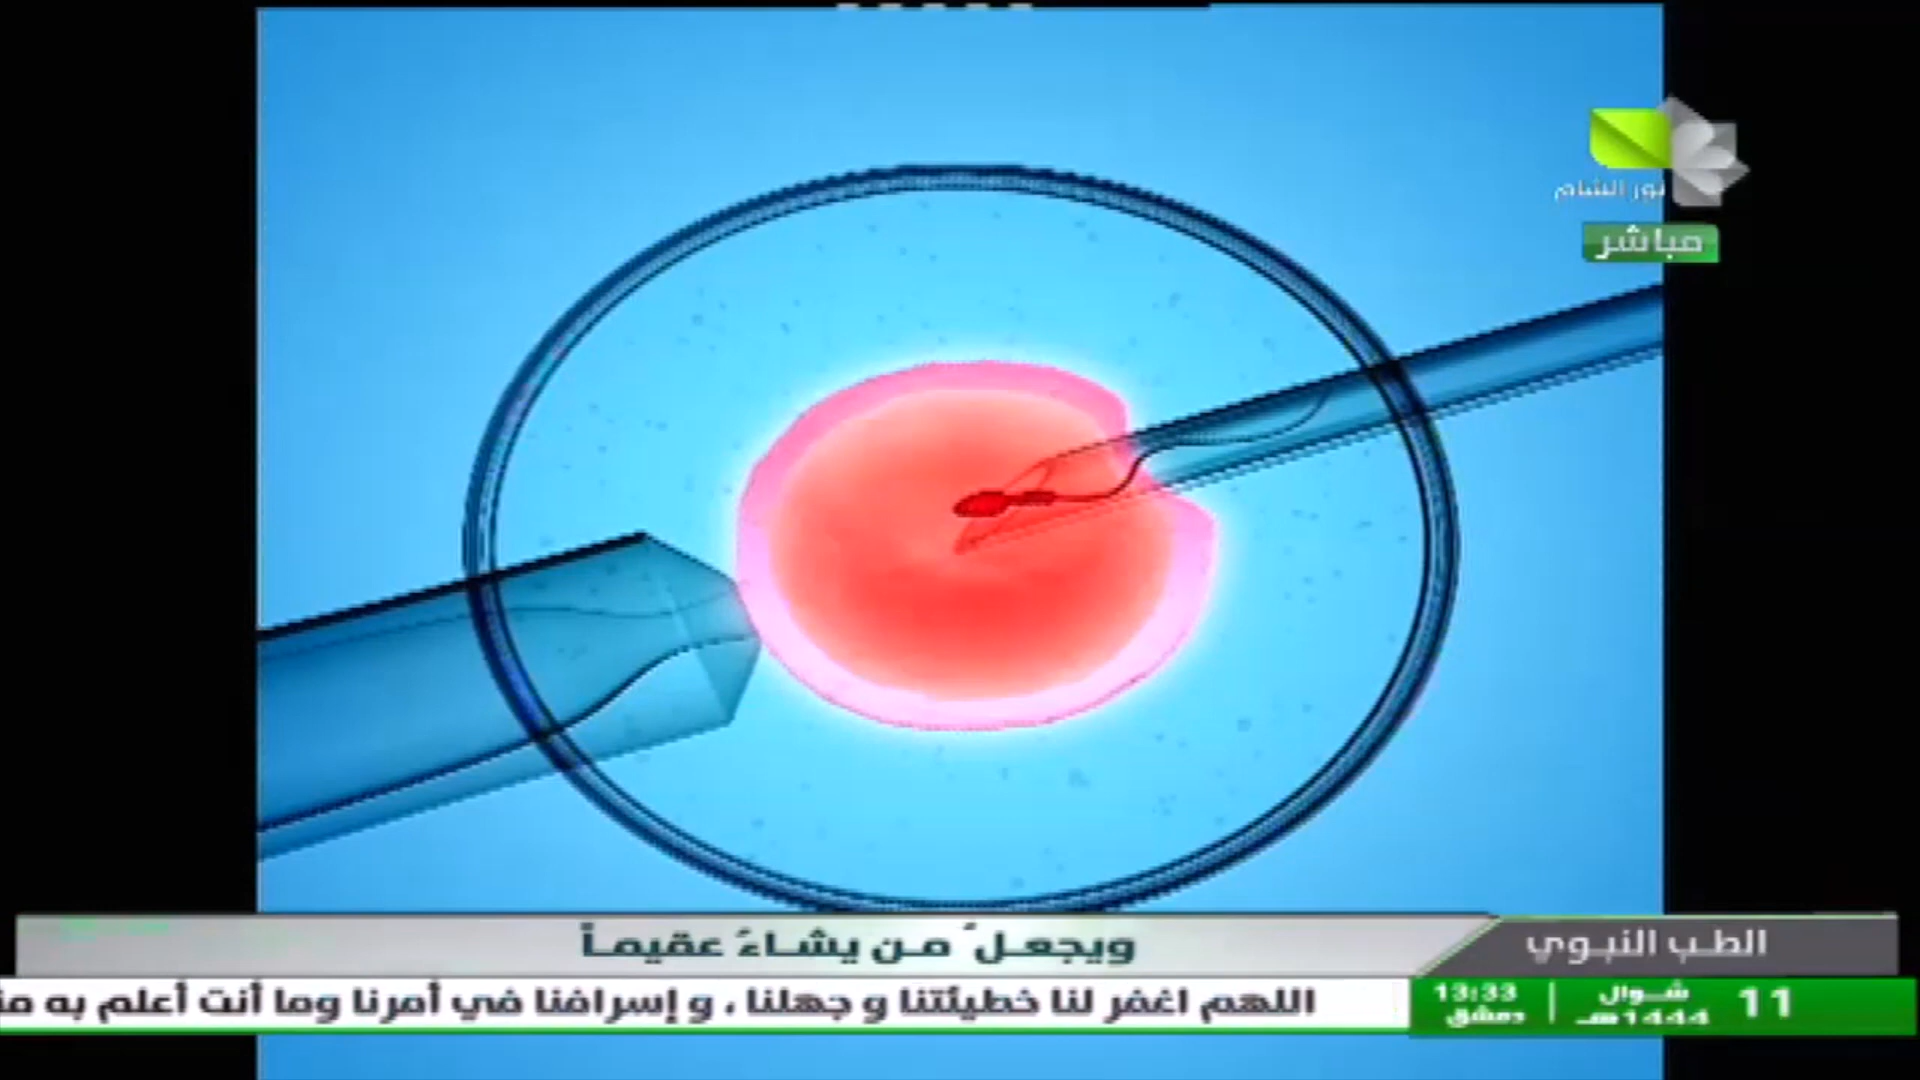 نور الشام
مباشر
الطب النبوي
ويجعلُ من يشاءُ عقيماً
اللهم اغفر لنا خطيئتنا و جهلنا ، و إسرافنا في أمرنا وما أنت أعلم به
11
شوال
1444هـ
13:33
دمشق